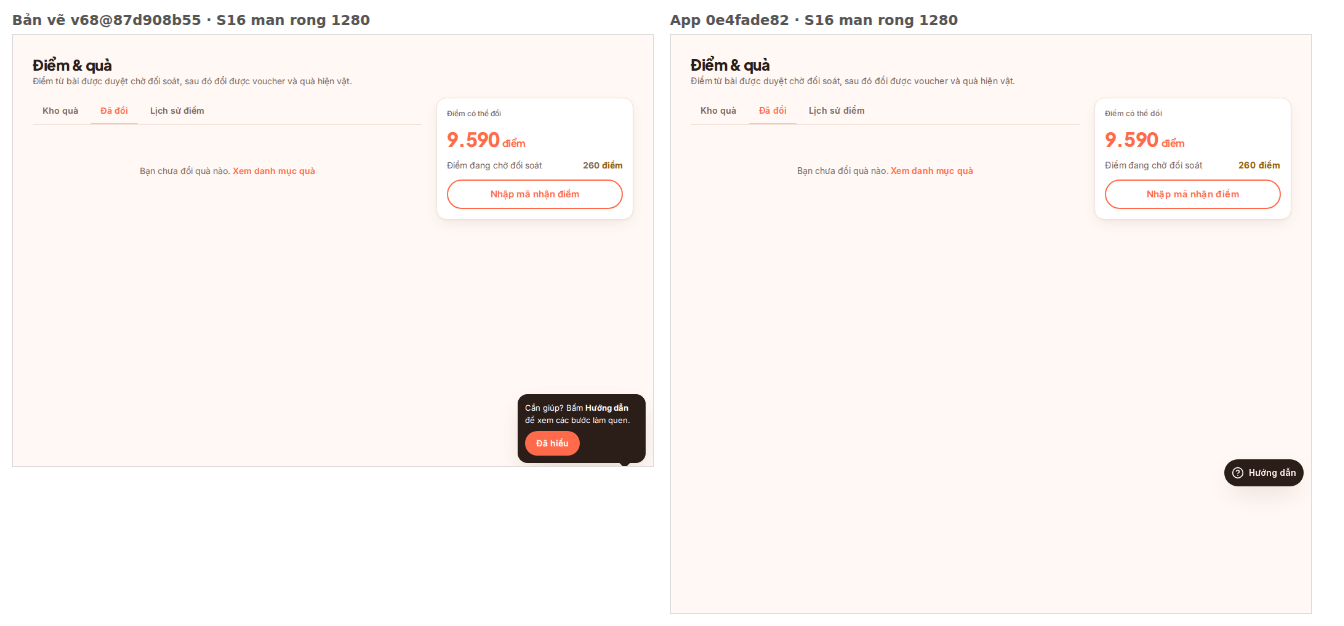 Bản vẽ v68@87d908b55 · S16 man rong 1280
Điểm & quà
Điểm từ bài được duyệt chờ đối soát, sau đó đổi được voucher và quà hiện vật.
Kho quà
Đã đổi
Lịch sử điểm
Bạn chưa đổi quà nào. Xem danh mục quà
Điểm có thể đổi
9.590 điểm
Điểm đang chờ đối soát 260 điểm
Nhập mã nhận điểm
Cần giúp? Bấm Hướng dẫn
để xem các bước làm quen.
Đã hiểu
App 0e4fade82 · S16 man rong 1280
Điểm & quà
Điểm từ bài được duyệt chờ đối soát, sau đó đổi được voucher và quà hiện vật.
Kho quà
Đã đổi
Lịch sử điểm
Bạn chưa đổi quà nào. Xem danh mục quà
Điểm có thể đổi
9.590 điểm
Điểm đang chờ đối soát 260 điểm
Nhập mã nhận điểm
Hướng dẫn